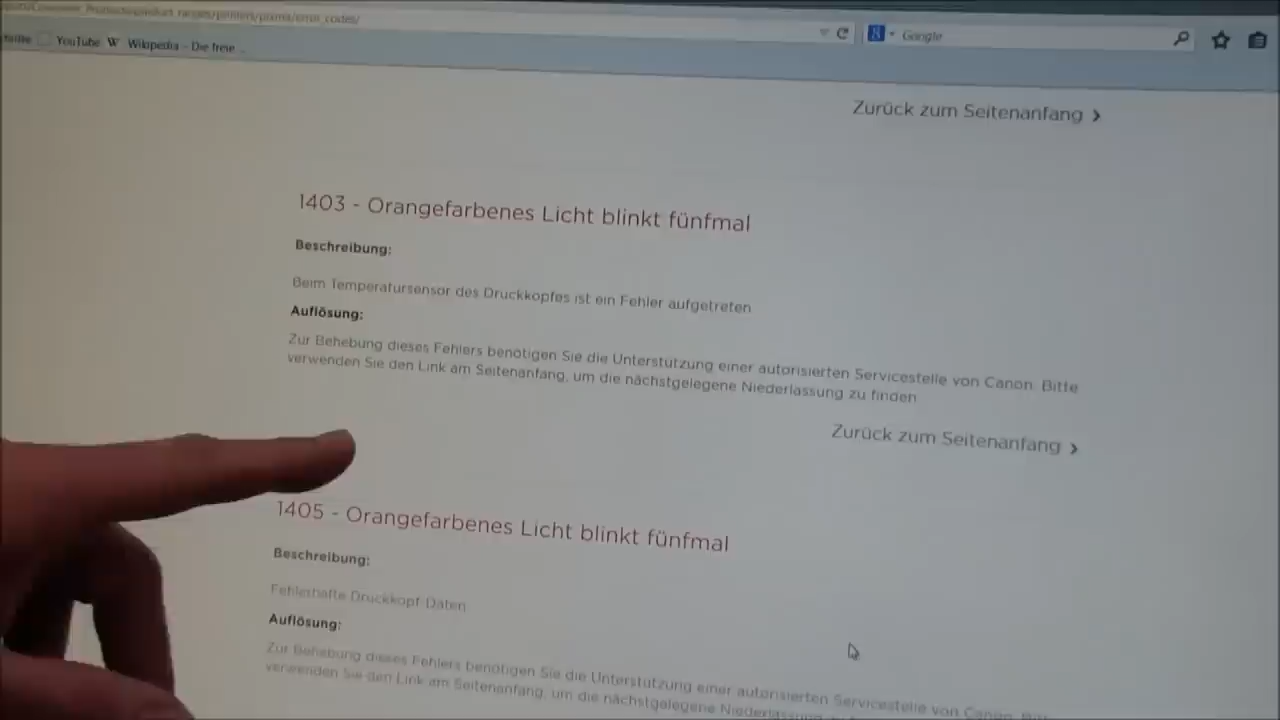 printers/pixma/error_codes/
YouTube W Wikipedia – Die freie ...
Google
Zurück zum Seitenanfang >
1403 - Orangefarbenes Licht blinkt fünfmal
Beschreibung:
Beim Temperatursensor des Druckkopfes ist ein Fehler aufgetreten
Auflösung:
Zur Behebung dieses Fehlers benötigen Sie die Unterstützung einer autorisierten Servicestelle von Canon. Bitte
verwenden Sie den Link am Seitenanfang, um die nächstgelegene Niederlassung zu finden
Zurück zum Seitenanfang >
1405 - Orangefarbenes Licht blinkt fünfmal
Beschreibung:
Fehlerhafte Druckkopf-Daten
Auflösung:
Zur Behebung dieses Fehlers benötigen Sie die Unterstützung einer autorisierten Servicestelle von Canon. Bitt
verwenden Sie den Link am Seitenanfang, um die nächstgelegene